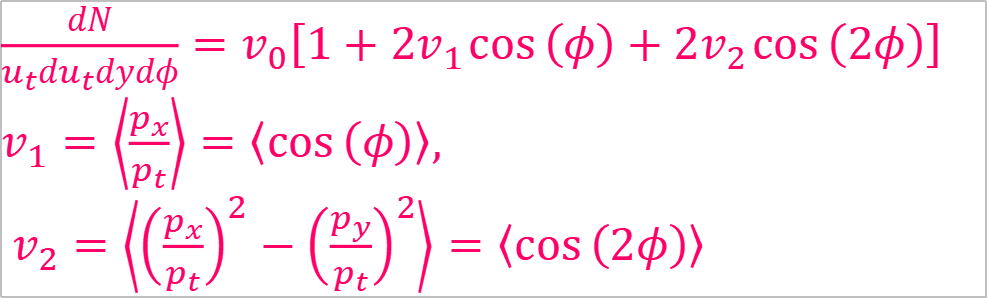 dN/(u_t du_t dy dϕ) = v_0[1 + 2v_1 cos (ϕ) + 2v_2 cos (2ϕ)]
v_1 = ⟨p_x/p_t⟩ = ⟨cos (ϕ)⟩,
v_2 = ⟨(p_x/p_t)^2 − (p_y/p_t)^2⟩ = ⟨cos (2ϕ)⟩